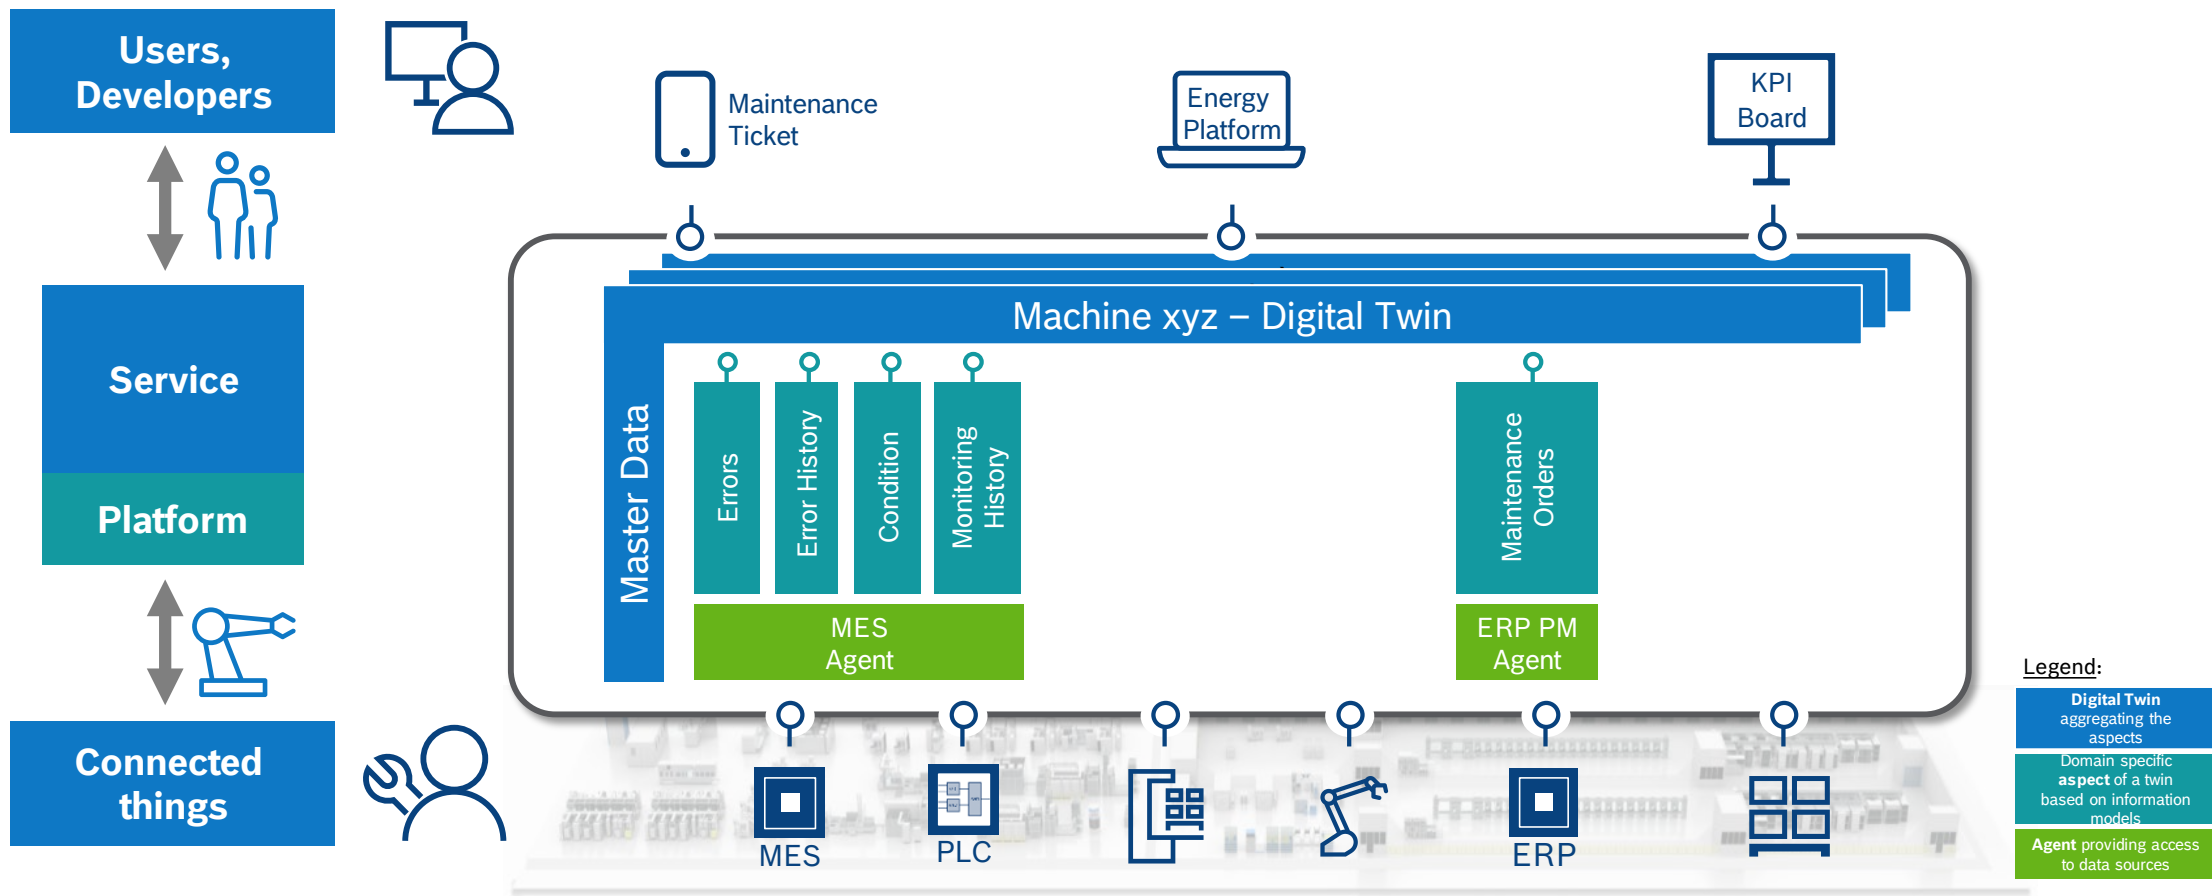 Users,
Developers
Service
Platform
Connected
things
Maintenance
Ticket
Energy
Platform
KPI
Board
Machine xyz – Digital Twin
Master Data
Errors
Error History
Condition
Monitoring
History
Maintenance
Orders
MES
Agent
ERP PM
Agent
MES
PLC
ERP
Legend:
Digital Twin
aggregating the
aspects
Domain specific
aspect of a twin
based on information
models
Agent providing access
to data sources